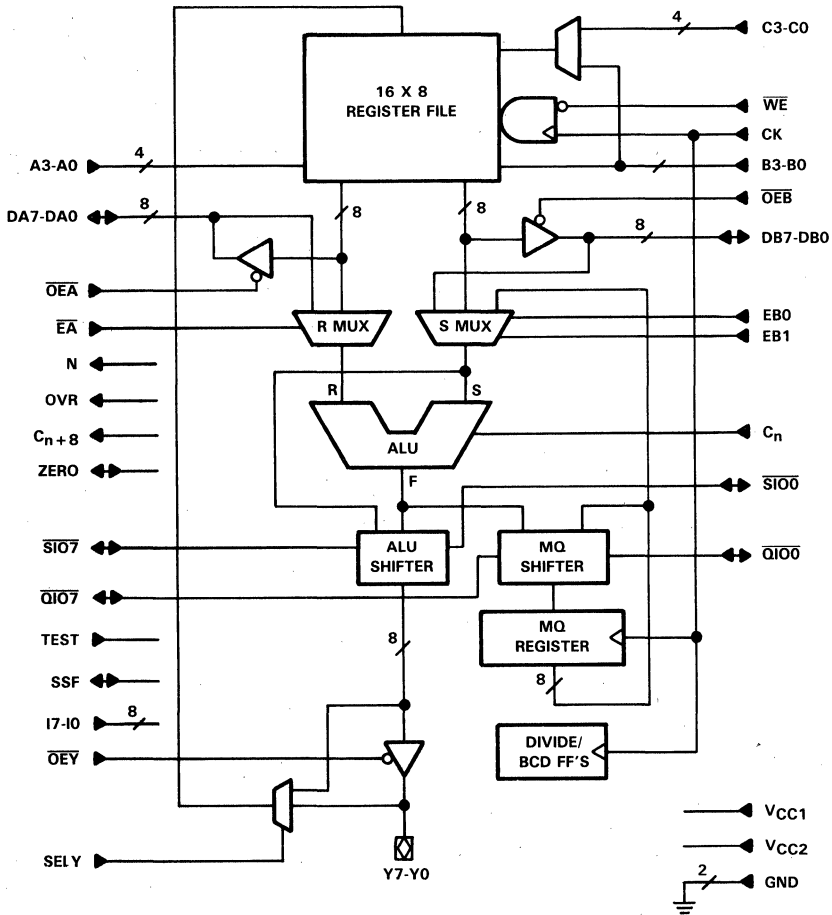 4
C3-C0
16 X 8
REGISTER FILE
WE
CK
A3-A0
4
B3-B0
DA7-DA0
8
8
8
OEB
8
DB7-DB0
OEA
EA
R MUX
S MUX
EB0
EB1
N
R
S
OVR
ALU
Cn+8
Cn
ZERO
F
SIO0
SIO7
ALU
SHIFTER
MQ
SHIFTER
QIO0
QIO7
MQ
REGISTER
TEST
8
8
SSF
I7-I0
8
OEY
DIVIDE/
BCD FF'S
VCC1
VCC2
SELY
Y7-Y0
2
GND